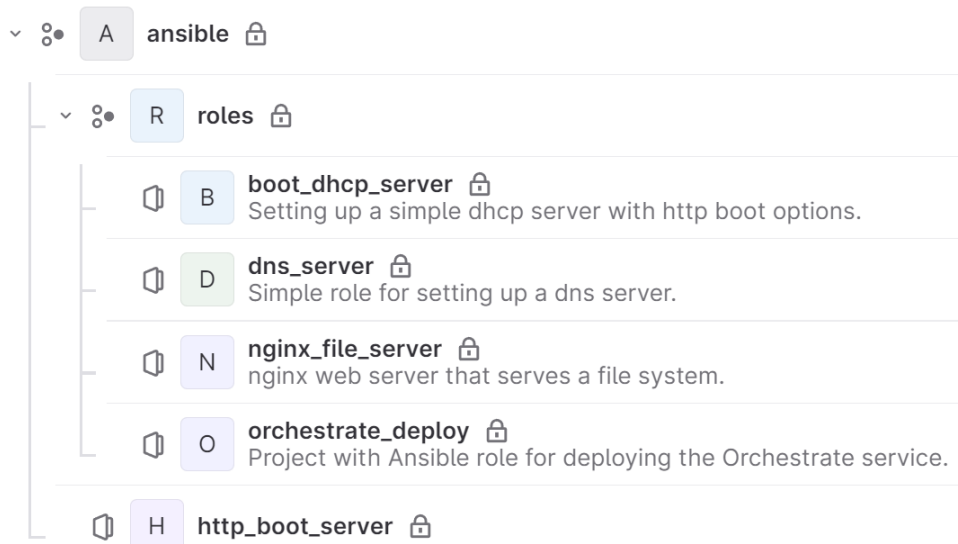 A ansible
R roles
B boot_dhcp_server
Setting up a simple dhcp server with http boot options.
D dns_server
Simple role for setting up a dns server.
N nginx_file_server
nginx web server that serves a file system.
O orchestrate_deploy
Project with Ansible role for deploying the Orchestrate service.
H http_boot_server